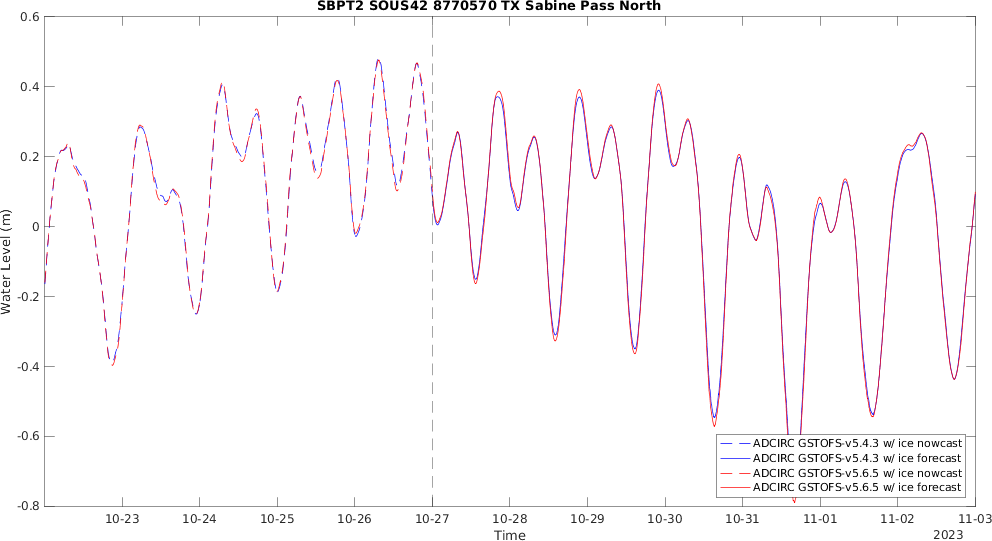 SBPT2 SOUS42 8770570 TX Sabine Pass North
0.6
0.4
0.2
0
-0.2
-0.4
-0.6
-0.8
Water Level (m)
ADCIRC GSTOFS-v5.4.3 w/ ice nowcast
ADCIRC GSTOFS-v5.4.3 w/ ice forecast
ADCIRC GSTOFS-v5.6.5 w/ ice nowcast
ADCIRC GSTOFS-v5.6.5 w/ ice forecast
10-23 10-24 10-25 10-26 10-27 10-28 10-29 10-30 10-31 11-01 11-02 11-03
Time
2023